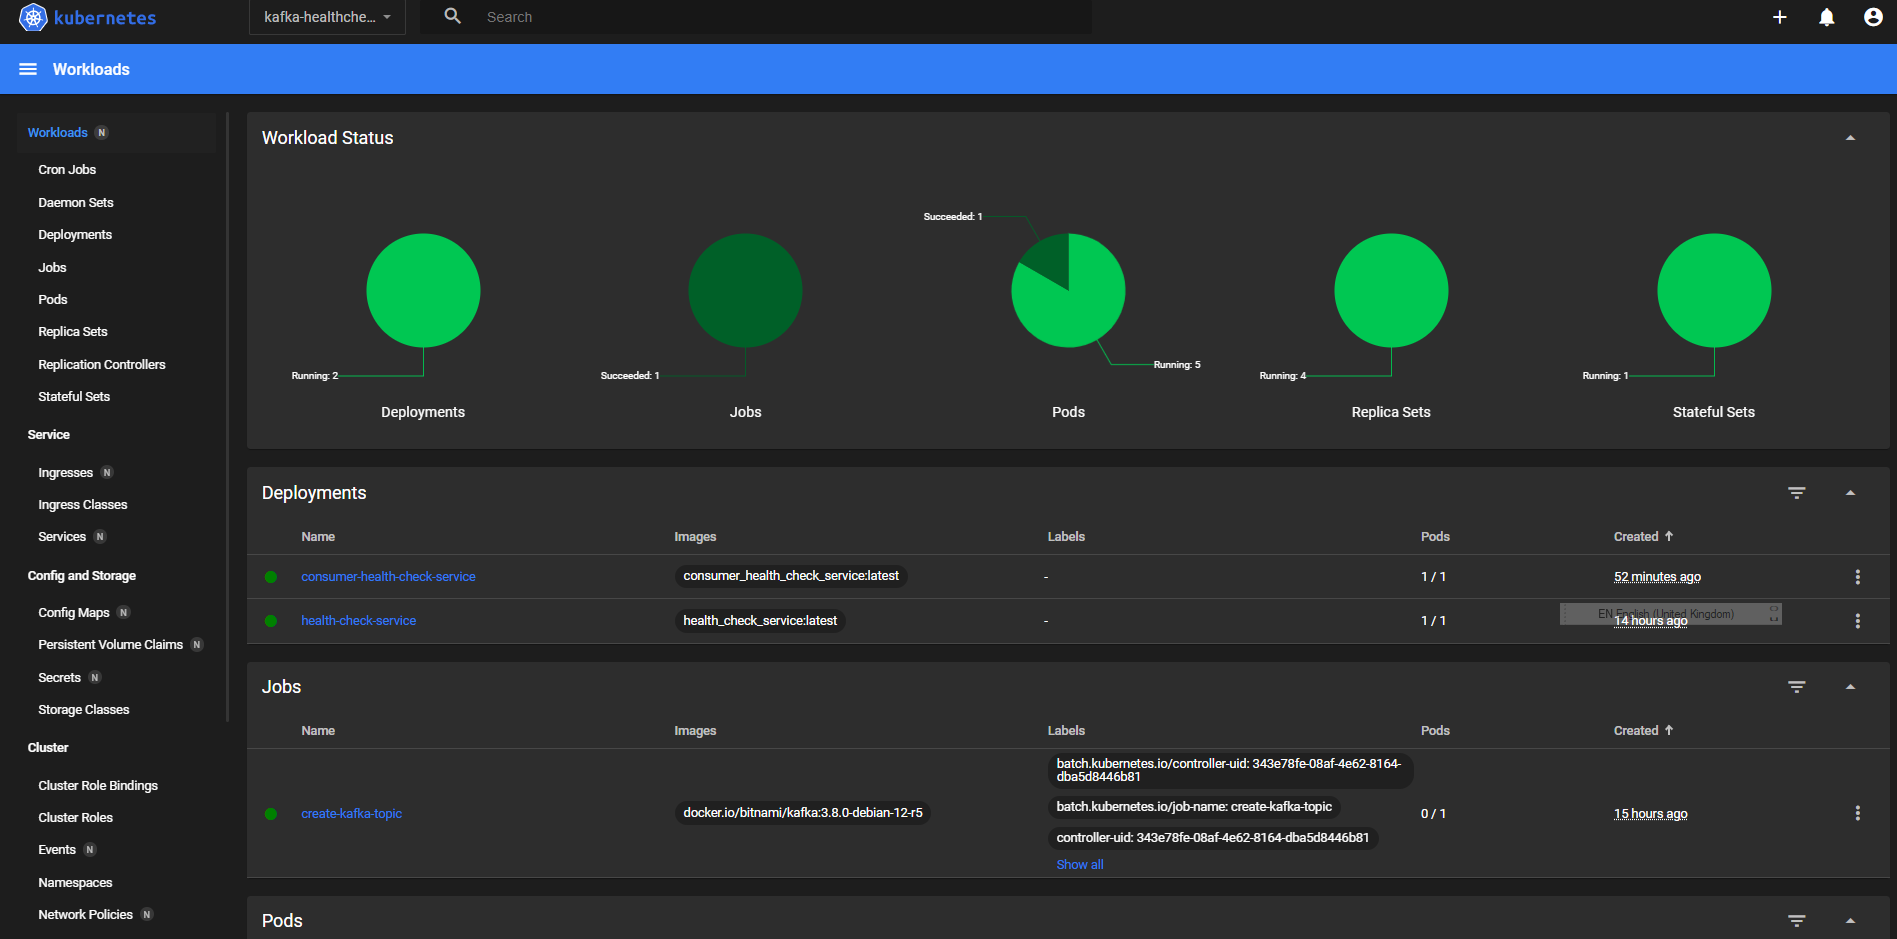 kubernetes
kafka-healthche...
Search
Workloads
Workloads N
Cron Jobs
Daemon Sets
Deployments
Jobs
Pods
Replica Sets
Replication Controllers
Stateful Sets
Service
Ingresses N
Ingress Classes
Services N
Config and Storage
Config Maps N
Persistent Volume Claims N
Secrets N
Storage Classes
Cluster
Cluster Role Bindings
Cluster Roles
Events N
Namespaces
Network Policies N
Workload Status
Running: 2
Deployments
Succeeded: 1
Jobs
Succeeded: 1
Running: 5
Pods
Running: 4
Replica Sets
Running: 1
Stateful Sets
Deployments
Name Images Labels Pods Created
consumer-health-check-service consumer_health_check_service:latest - 1 / 1 52 minutes ago
EN English (United Kingdom)
health-check-service health_check_service:latest - 1 / 1 14 hours ago
Jobs
Name Images Labels Pods Created
batch.kubernetes.io/controller-uid: 343e78fe-08af-4e62-8164-
dba5d8446b81
batch.kubernetes.io/job-name: create-kafka-topic
create-kafka-topic docker.io/bitnami/kafka:3.8.0-debian-12-r5 0 / 1 15 hours ago
controller-uid: 343e78fe-08af-4e62-8164-dba5d8446b81
Show all
Pods